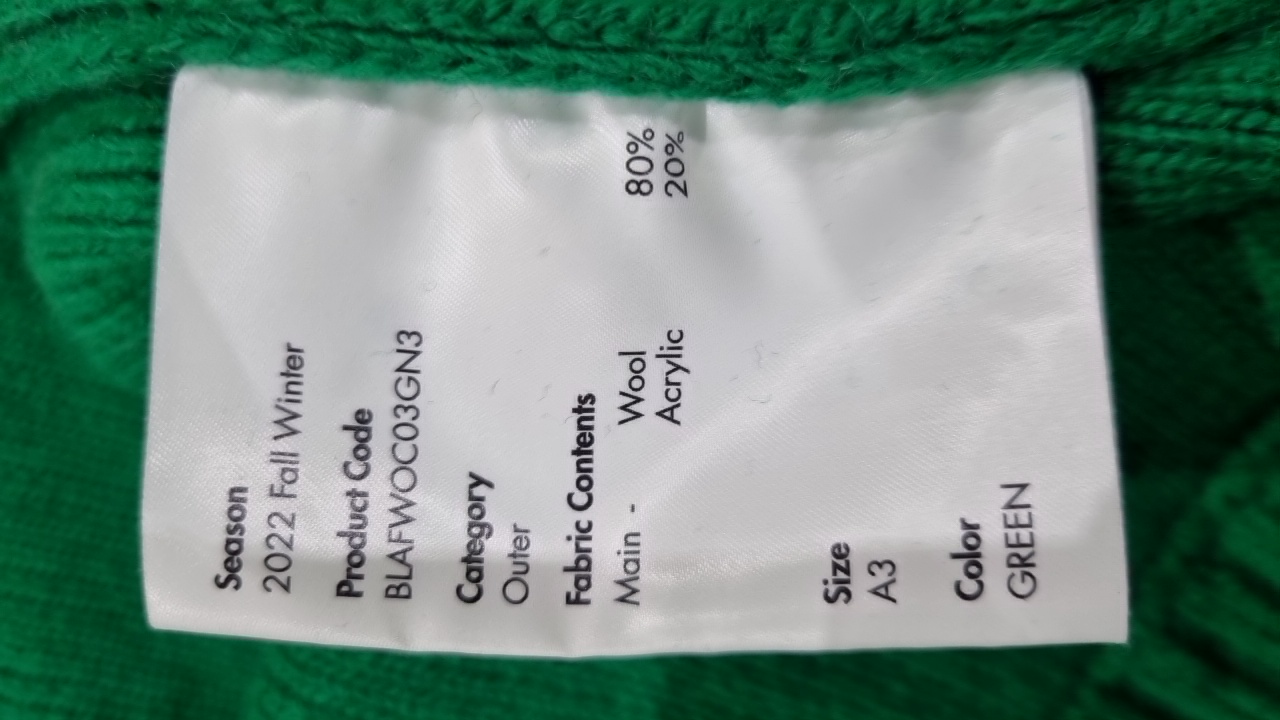 Season
2022 Fall Winter
Product Code
BLAFWOC03GN3
Category
Outer
Fabric Contents
Main - Wool 80%
Acrylic 20%
Size
A3
Color
GREEN